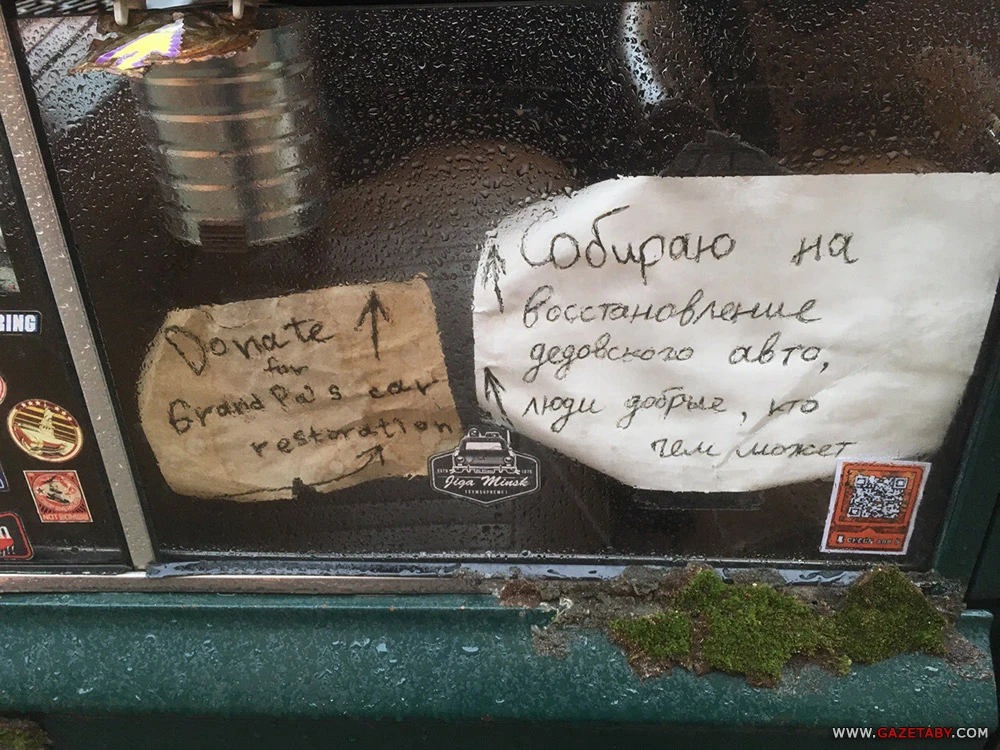 Donate
for
Grand Pa's car
restoration
Собираю на
восстановление
дедовского авто,
люди добрые, кто
чем может
Jiga Minsk
RING
WWW.GAZETABY.COM